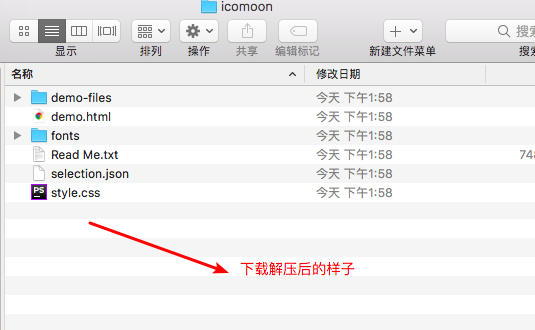 icomoon
显示
排列
操作
共享
编辑标记
新建文件菜单
搜索
名称
修改日期
demo-files
今天 下午1:58
demo.html
今天 下午1:58
fonts
今天 下午1:58
Read Me.txt
今天 下午1:58
748
selection.json
今天 下午1:58
PS
style.css
今天 下午1:58
下载解压后的样子